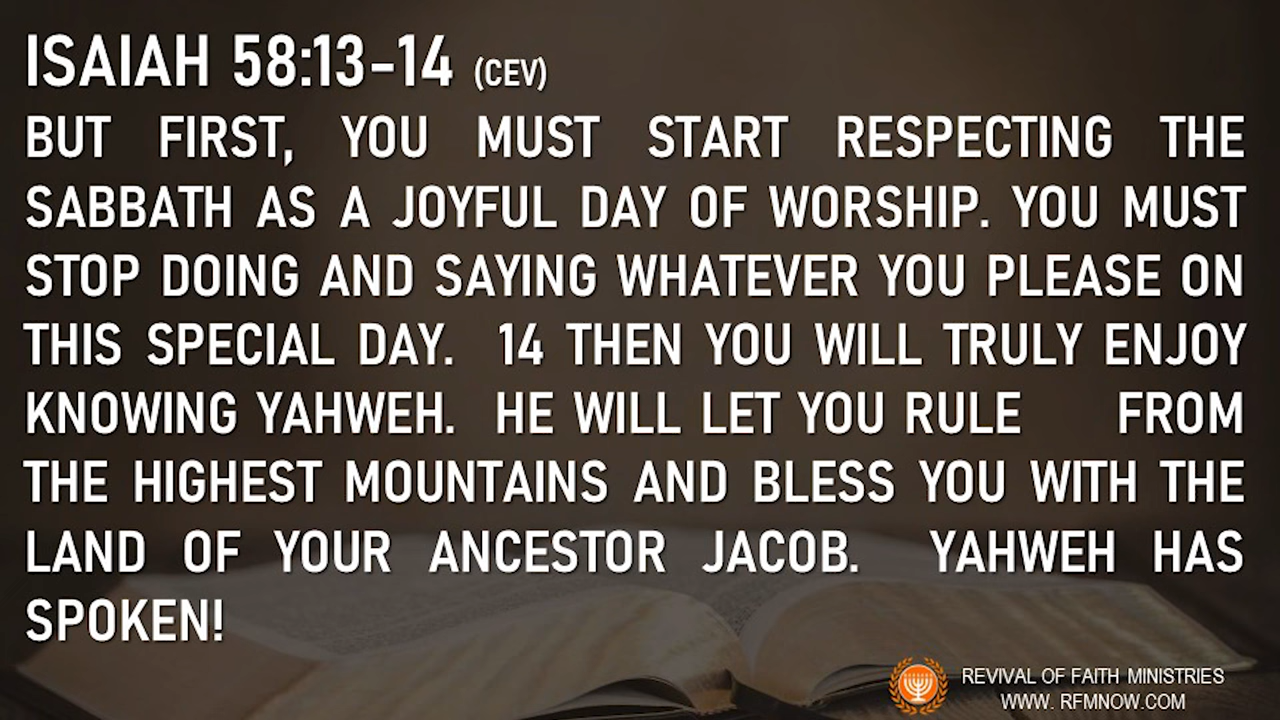 ISAIAH 58:13-14 (CEV)
BUT FIRST, YOU MUST START RESPECTING THE
SABBATH AS A JOYFUL DAY OF WORSHIP. YOU MUST
STOP DOING AND SAYING WHATEVER YOU PLEASE ON
THIS SPECIAL DAY. 14 THEN YOU WILL TRULY ENJOY
KNOWING YAHWEH. HE WILL LET YOU RULE FROM
THE HIGHEST MOUNTAINS AND BLESS YOU WITH THE
LAND OF YOUR ANCESTOR JACOB. YAHWEH HAS
SPOKEN!
REVIVAL OF FAITH MINISTRIES
WWW. RFMNOW.COM